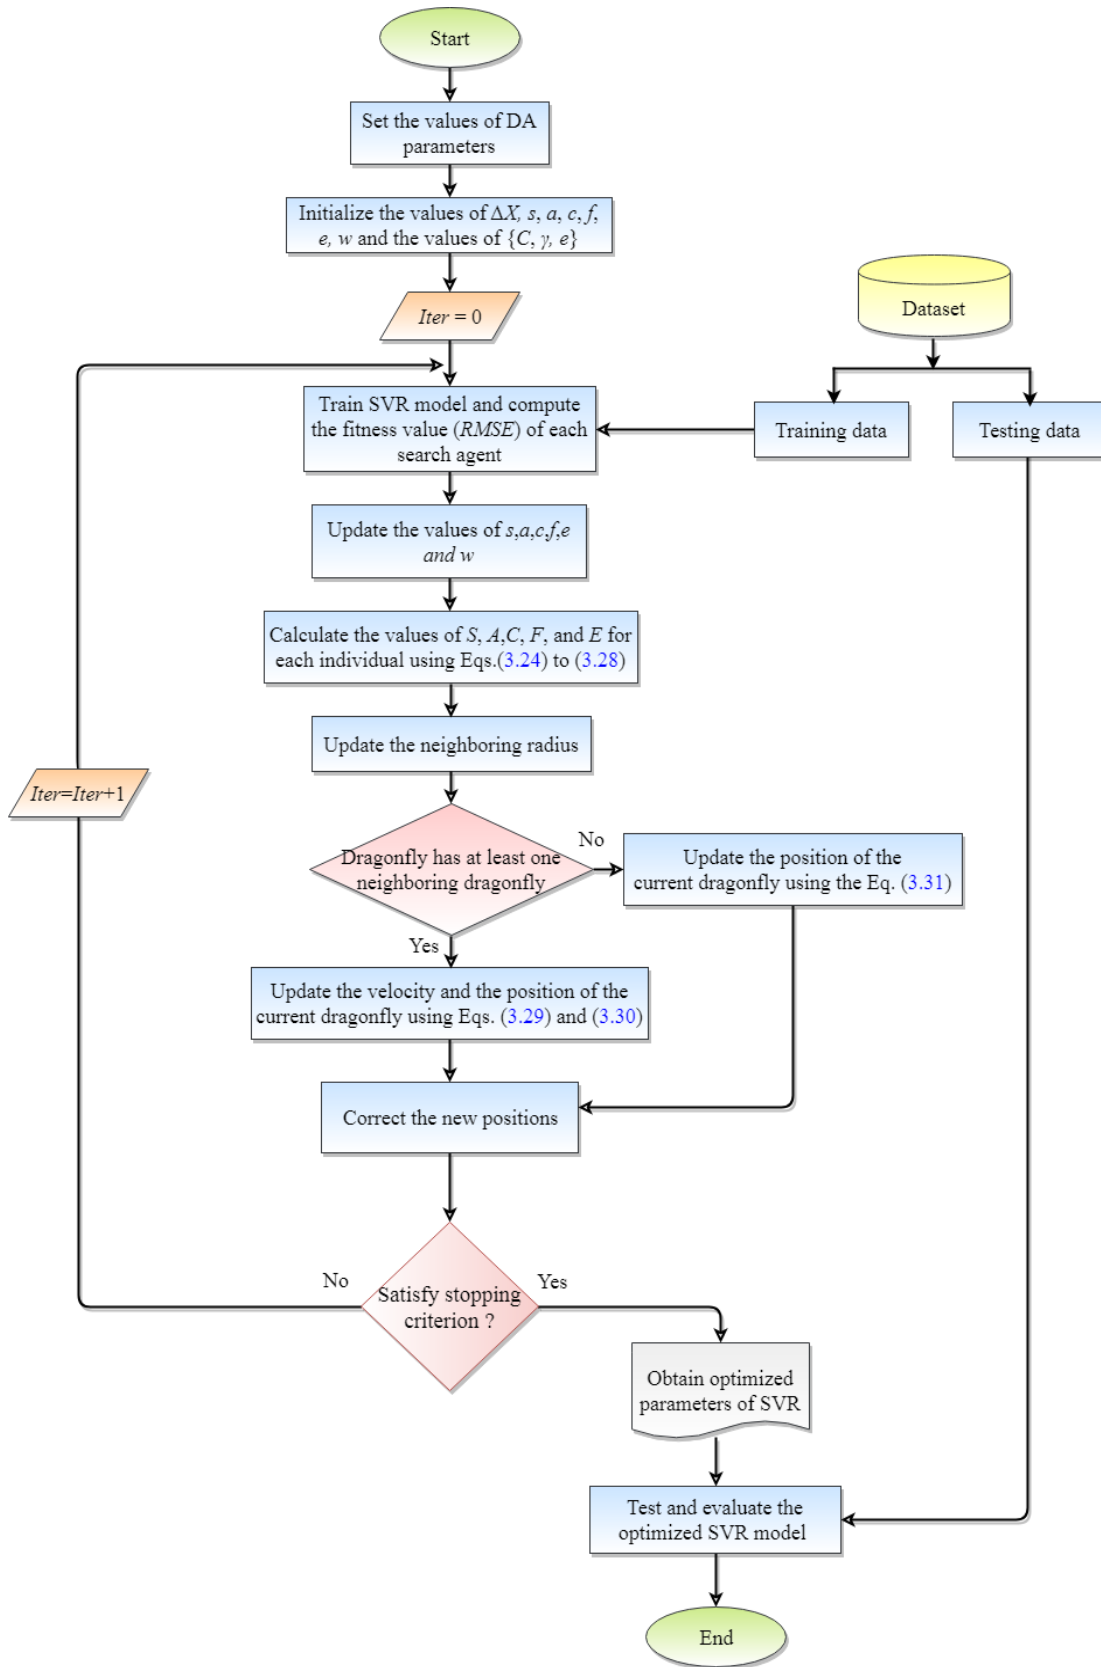 Start
Set the values of DA
parameters
Initialize the values of ΔX, s, a, c, f,
e, w and the values of {C, γ, e}
Iter = 0
Dataset
Train SVR model and compute
the fitness value (RMSE) of each
search agent
Training data
Testing data
Update the values of s,a,c,f,e
and w
Calculate the values of S, A,C, F, and E for
each individual using Eqs.(3.24) to (3.28)
Update the neighboring radius
Iter=Iter+1
Dragonfly has at least one
neighboring dragonfly
No
Update the position of the
current dragonfly using the Eq. (3.31)
Yes
Update the velocity and the position of the
current dragonfly using Eqs. (3.29) and (3.30)
Correct the new positions
No
Satisfy stopping
criterion ?
Yes
Obtain optimized
parameters of SVR
Test and evaluate the
optimized SVR model
End